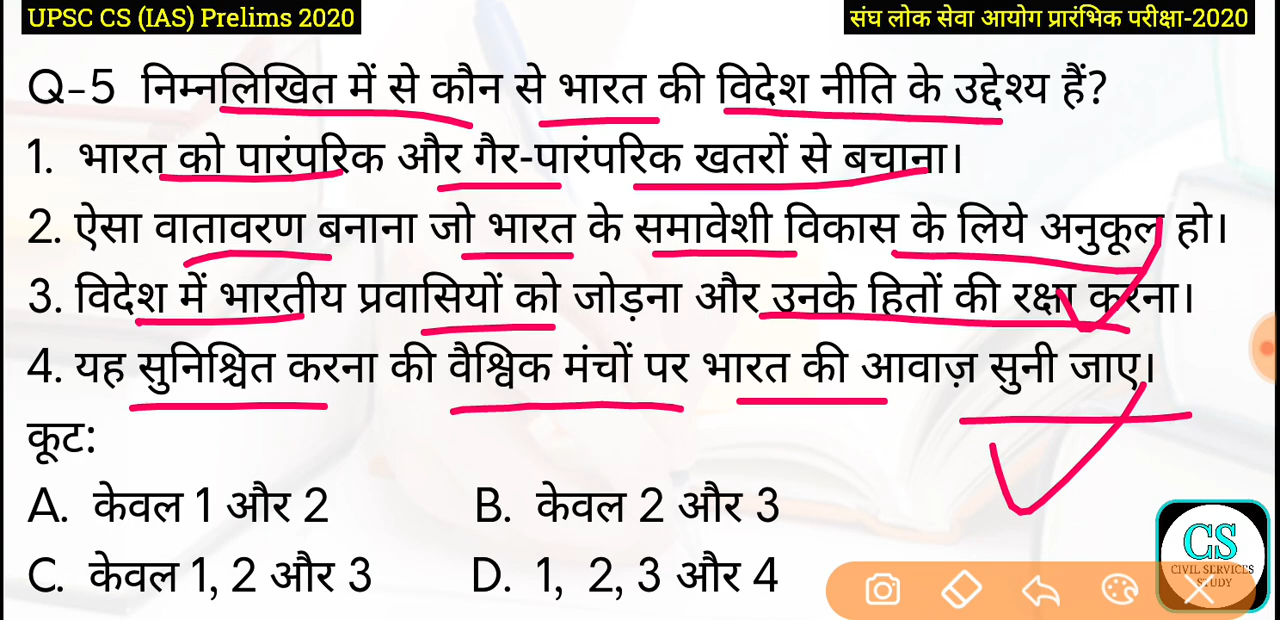 UPSC CS (IAS) Prelims 2020 संघ लोक सेवा आयोग प्रारंभिक परीक्षा-2020
Q-5 निम्नलिखित में से कौन से भारत की विदेश नीति के उद्देश्य हैं?
1. भारत को पारंपरिक और गैर-पारंपरिक खतरों से बचाना।
2. ऐसा वातावरण बनाना जो भारत के समावेशी विकास के लिये अनुकूल हो।
3. विदेश में भारतीय प्रवासियों को जोड़ना और उनके हितों की रक्षा करना।
4. यह सुनिश्चित करना की वैश्विक मंचों पर भारत की आवाज़ सुनी जाए।
कूट:
A. केवल 1 और 2 B. केवल 2 और 3
C. केवल 1, 2 और 3 D. 1, 2, 3 और 4
CS
CIVIL SERVICES
STUDY